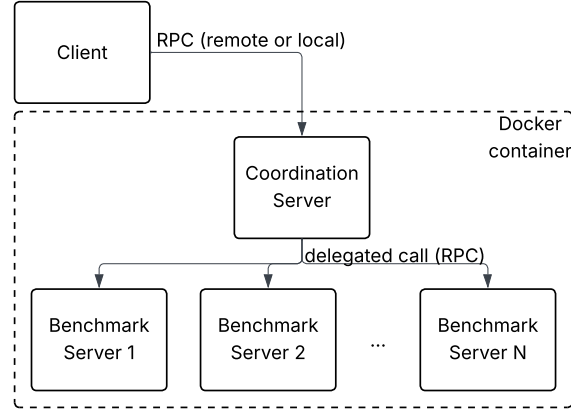 Client
RPC (remote or local)
Docker
container
Coordination
Server
delegated call (RPC)
Benchmark
Server 1
Benchmark
Server 2
...
Benchmark
Server N